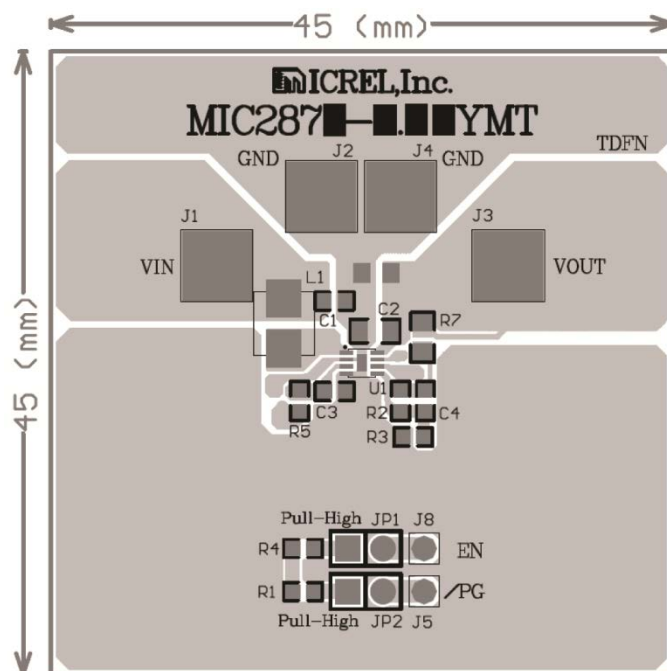 45 (mm)
45 (mm)
MICREL,Inc.
MIC287█-█.██YMT
TDFN
GND J2 J4 GND
J1 J3
VIN VOUT
L1
C1 C2 R7
U1
C3 R2 C4
R5 R3
Pull-High JP1 J8
R4 EN
R1 /PG
Pull-High JP2 J5